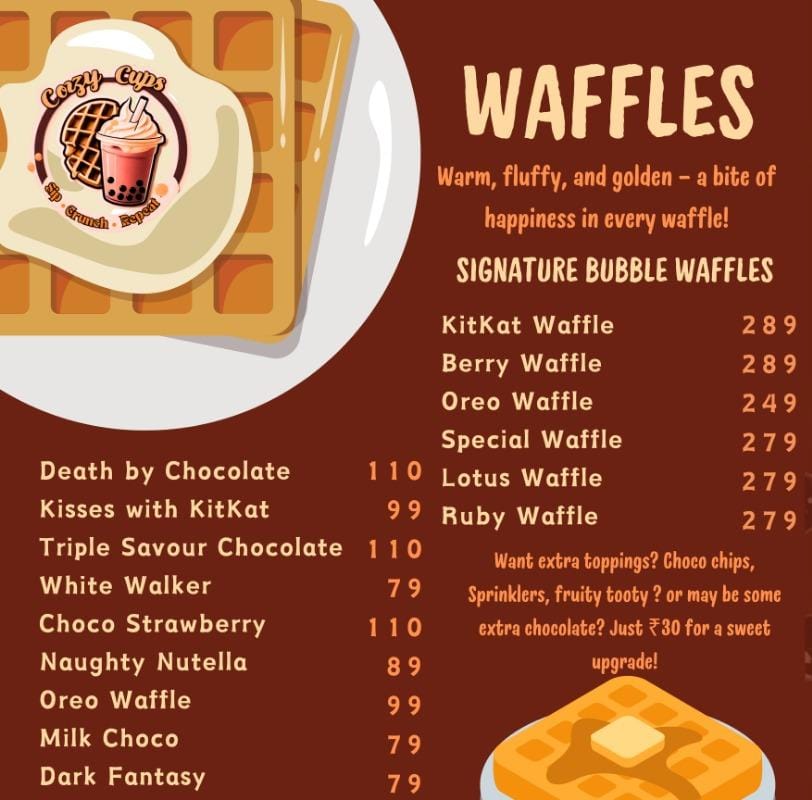 Cozy Cups
Sip • Crunch • Repeat
WAFFLES
Warm, fluffy, and golden – a bite of
happiness in every waffle!
SIGNATURE BUBBLE WAFFLES
KitKat Waffle 289
Berry Waffle 289
Oreo Waffle 249
Special Waffle 279
Lotus Waffle 279
Ruby Waffle 279
Want extra toppings? Choco chips,
Sprinklers, fruity tooty ? or may be some
extra chocolate? Just ₹30 for a sweet
upgrade!
Death by Chocolate 110
Kisses with KitKat 99
Triple Savour Chocolate 110
White Walker 79
Choco Strawberry 110
Naughty Nutella 89
Oreo Waffle 99
Milk Choco 79
Dark Fantasy 79